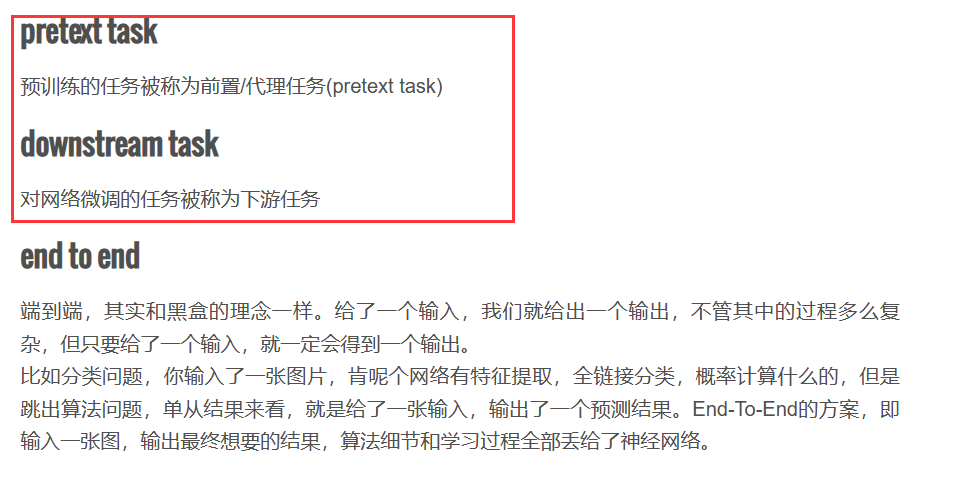 pretext task
预训练的任务被称为前置/代理任务(pretext task)
downstream task
对网络微调的任务被称为下游任务
end to end
端到端，其实和黑盒的理念一样。给了一个输入，我们就给出一个输出，不管其中的过程多么复
杂，但只要给了一个输入，就一定会得到一个输出。
比如分类问题，你输入了一张图片，肯呢个网络有特征提取，全链接分类，概率计算什么的，但是
跳出算法问题，单从结果来看，就是给了一张输入，输出了一个预测结果。End-To-End的方案，即
输入一张图，输出最终想要的结果，算法细节和学习过程全部丢给了神经网络。